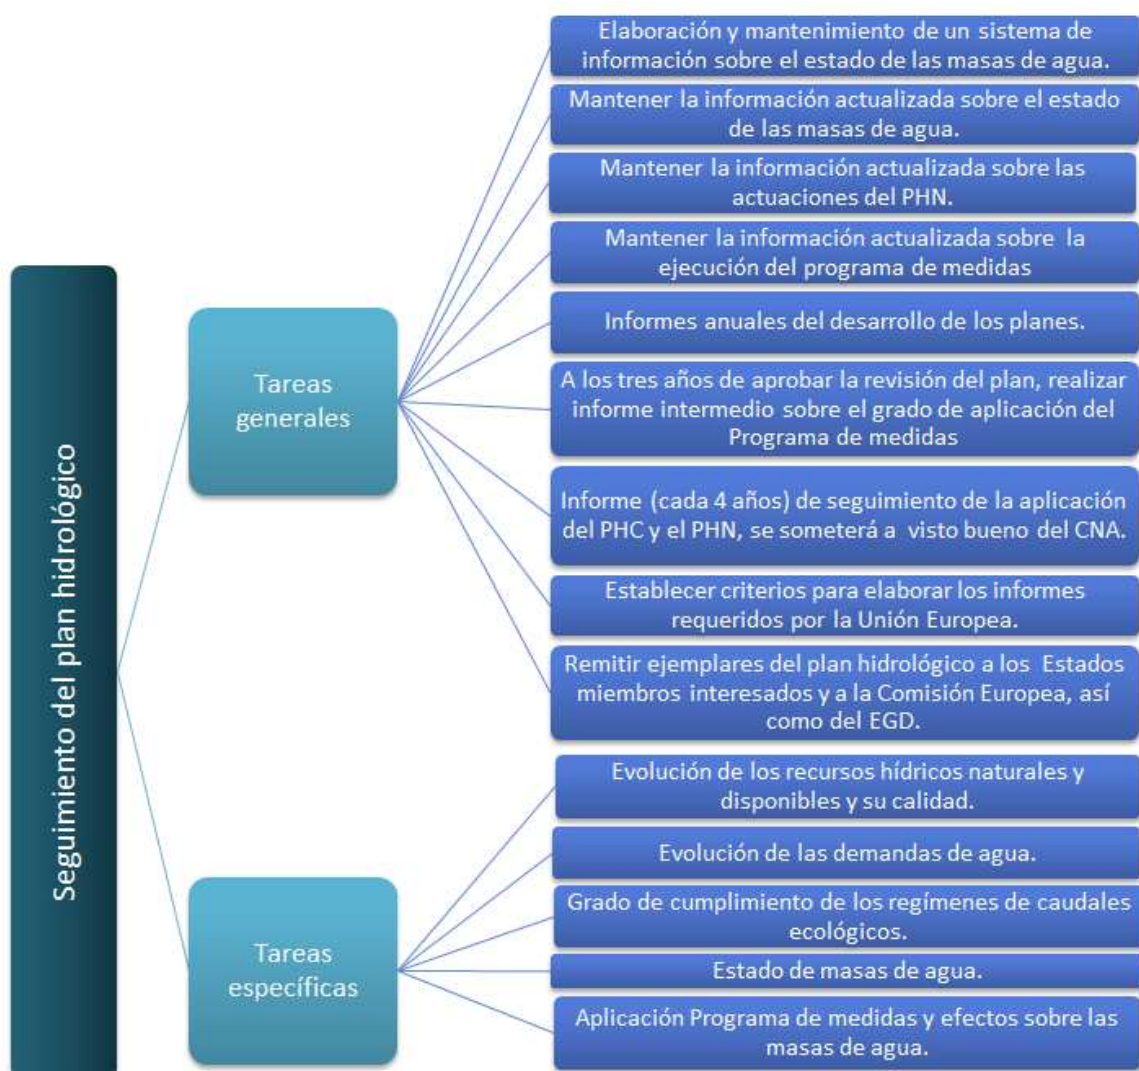 Seguimiento del plan hidrológico
Tareas
generales
Elaboración y mantenimiento de un sistema de
información sobre el estado de las masas de agua.
Mantener la información actualizada sobre el estado
de las masas de agua.
Mantener la información actualizada sobre las
actuaciones del PHN.
Mantener la información actualizada sobre la
ejecución del programa de medidas
Informes anuales del desarrollo de los planes.
A los tres años de aprobar la revisión del plan, realizar
informe intermedio sobre el grado de aplicación del
Programa de medidas
Informe (cada 4 años) de seguimiento de la aplicación
del PHC y el PHN, se someterá a visto bueno del CNA.
Establecer criterios para elaborar los informes
requeridos por la Unión Europea.
Remitir ejemplares del plan hidrológico a los Estados
miembros interesados y a la Comisión Europea, así
como del EGD.
Tareas
específicas
Evolución de los recursos hídricos naturales y
disponibles y su calidad.
Evolución de las demandas de agua.
Grado de cumplimiento de los regímenes de caudales
ecológicos.
Estado de masas de agua.
Aplicación Programa de medidas y efectos sobre las
masas de agua.